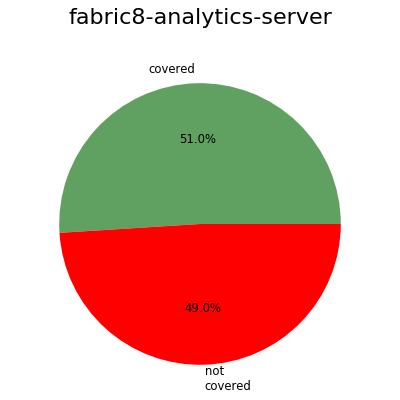 fabric8-analytics-server
covered
51.0%
49.0%
not
covered